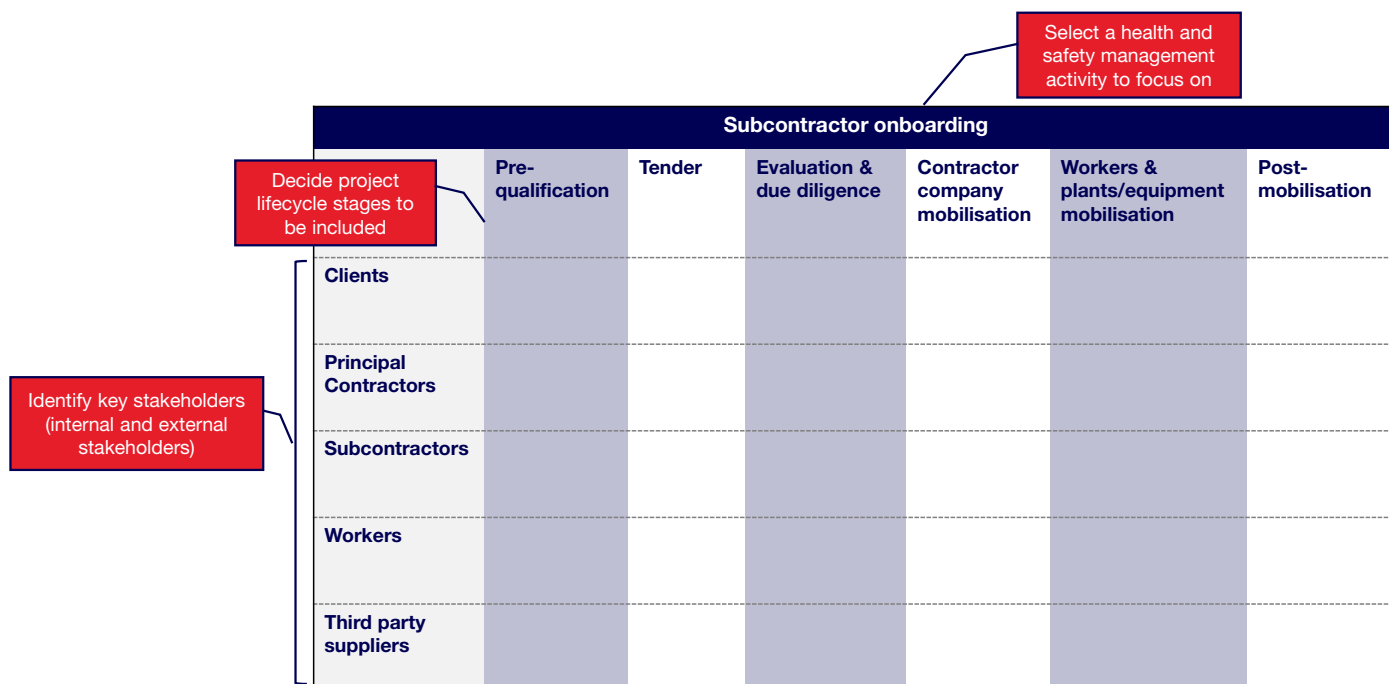 Select a health and
safety management
activity to focus on
Subcontractor onboarding
Decide project
lifecycle stages to
be included
Pre-
qualification
Tender
Evaluation &
due diligence
Contractor
company
mobilisation
Workers &
plants/equipment
mobilisation
Post-
mobilisation
Identify key stakeholders
(internal and external
stakeholders)
Clients
Principal
Contractors
Subcontractors
Workers
Third party
suppliers